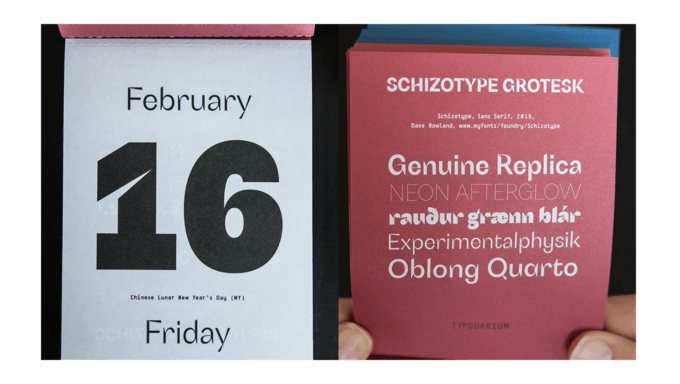 February
16
Chinese Lunar New Year's Day (MY)
Friday
SCHIZOTYPE GROTESK
Schizotype, Sans Serif, 2016,
Dave Rowland, www.myfonts/foundry/Schizotype
Genuine Replica
NEON AFTERGLOW
rauður grænn blár
Experimentalphysik
Oblong Quarto
TYPODARIUM